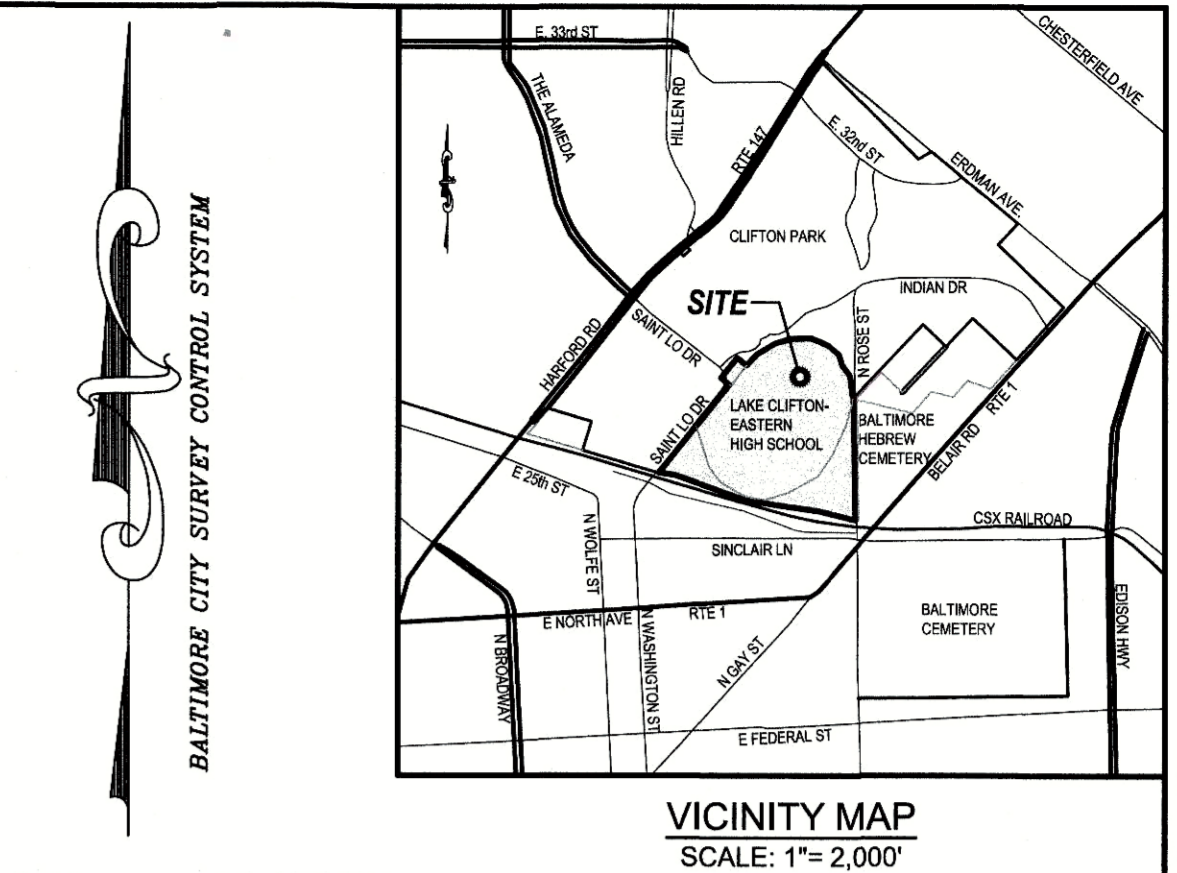 BALTIMORE CITY SURVEY CONTROL SYSTEM
E. 33rd ST
CHESTERFIELD AVE
THE ALAMEDA
HILLEN RD
RTE 147
E. 32nd ST
ERDMAN AVE.
CLIFTON PARK
INDIAN DR
SITE
SAINT LO DR
N ROSE ST
HARFORD RD
LAKE CLIFTON-
EASTERN
HIGH SCHOOL
SAINT LO DR
BALTIMORE
HEBREW
CEMETERY
RTE 1
BELAIR RD
E 25th ST
CSX RAILROAD
N WOLFE ST
SINCLAIR LN
E NORTH AVE
RTE 1
BALTIMORE
CEMETERY
EDISON HWY
N BROADWAY
N WASHINGTON ST
N GAY ST
E FEDERAL ST
VICINITY MAP
SCALE: 1"= 2,000'